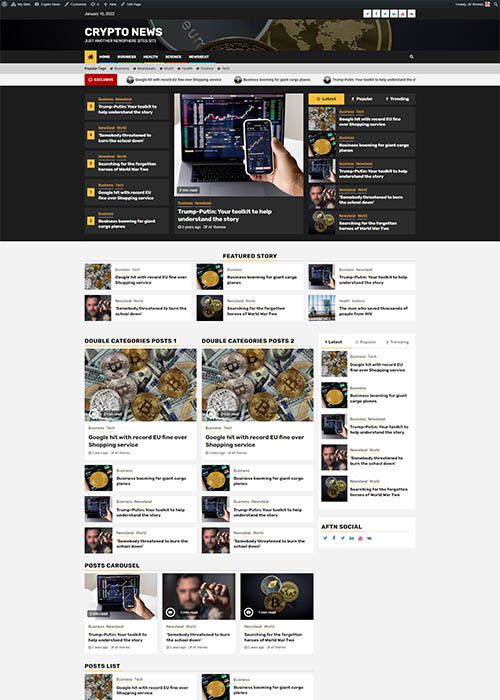 My Sites
Crypto News
Customize
6
New
Edit Page
Howdy, AF themes
January 10, 2022
CRYPTO NEWS
JUST ANOTHER NEWSPHERE SITES SITE
HOME
BUSINESS
HEALTH
SCIENCE
NEWSBEAT
Popular Tags
Business
Newsbeat
World
Health
Science
Tech
EXCLUSIVE
Google hit with record EU fine over Shopping service
Business booming for giant cargo planes
Trump-Putin: Your toolkit to help understand the st
Business Newsbeat
Trump-Putin: Your toolkit to
help understand the story
Newsbeat World
'Somebody threatened to
burn the school down'
Newsbeat World
Searching for the forgotten
heroes of World War Two
Business Tech
Google hit with record EU
fine over Shopping service
Business
Business booming for giant
cargo planes
2 min read
Business Newsbeat
Trump-Putin: Your toolkit to help
understand the story
3 years ago AF themes
Latest
Popular
Trending
Business Tech
Google hit with record EU fine
over Shopping service
Business
Business booming for giant cargo
planes
Business Newsbeat
Trump-Putin: Your toolkit to help
understand the story
Newsbeat World
'Somebody threatened to burn
the school down'
Newsbeat World
Searching for the forgotten
heroes of World War Two
FEATURED STORY
Business Tech
Google hit with record EU fine over
Shopping service
Business
Business booming for giant cargo
planes
Business Newsbeat
Trump-Putin: Your toolkit to help
understand the story
Newsbeat World
'Somebody threatened to burn the
school down'
Newsbeat World
Searching for the forgotten heroes
of World War Two
Health Science
The man who saved thousands of
people from HIV
DOUBLE CATEGORIES POSTS 1
2 min read
Business Tech
Google hit with record EU fine over
Shopping service
3 years ago AF themes
Business
Business booming for giant cargo
planes
Business Newsbeat
Trump-Putin: Your toolkit to help
understand the story
Newsbeat World
'Somebody threatened to burn the
school down'
DOUBLE CATEGORIES POSTS 2
2 min read
Business Tech
Google hit with record EU fine over
Shopping service
3 years ago AF themes
Business
Business booming for giant cargo
planes
Business Newsbeat
Trump-Putin: Your toolkit to help
understand the story
Newsbeat World
'Somebody threatened to burn the
school down'
Latest
Popular
Trending
Business Tech
Google hit with record EU
fine over Shopping service
Business
Business booming for giant
cargo planes
Business Newsbeat
Trump-Putin: Your toolkit to
help understand the story
Newsbeat World
'Somebody threatened to
burn the school down'
Newsbeat World
Searching for the forgotten
heroes of World War Two
AFTN SOCIAL
POSTS CAROUSEL
2 min read
Business Newsbeat
Trump-Putin: Your toolkit to
help understand the story
3 years ago AF themes
1 min read
Newsbeat World
'Somebody threatened to burn
the school down'
3 years ago AF themes
1 min read
Newsbeat World
Searching for the forgotten
heroes of World War Two
3 years ago AF themes
POSTS LIST
Business Tech
Google hit with record EU fine over
Shopping service
Business
Business booming for giant cargo
planes